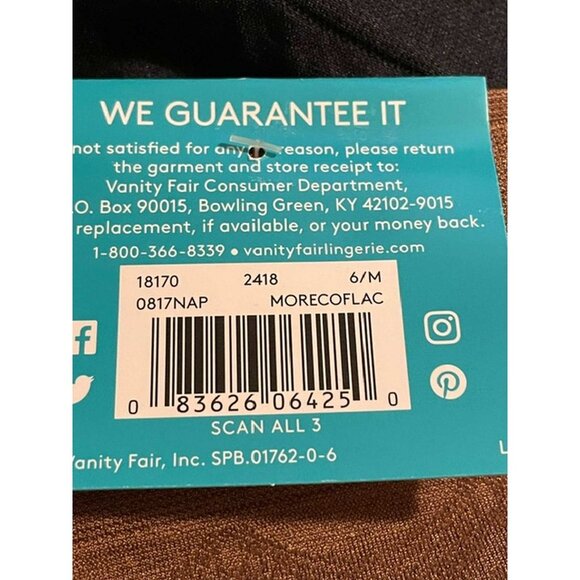 WE GUARANTEE IT
not satisfied for any reason, please return
the garment and store receipt to:
Vanity Fair Consumer Department,
.O. Box 90015, Bowling Green, KY 42102-9015
replacement, if available, or your money back.
1-800-366-8339 • vanityfairlingerie.com
18170 2418 6/M
0817NAP MORECOFLAC
0 83626 06425 0
SCAN ALL 3
Vanity Fair, Inc. SPB.01762-0-6
L